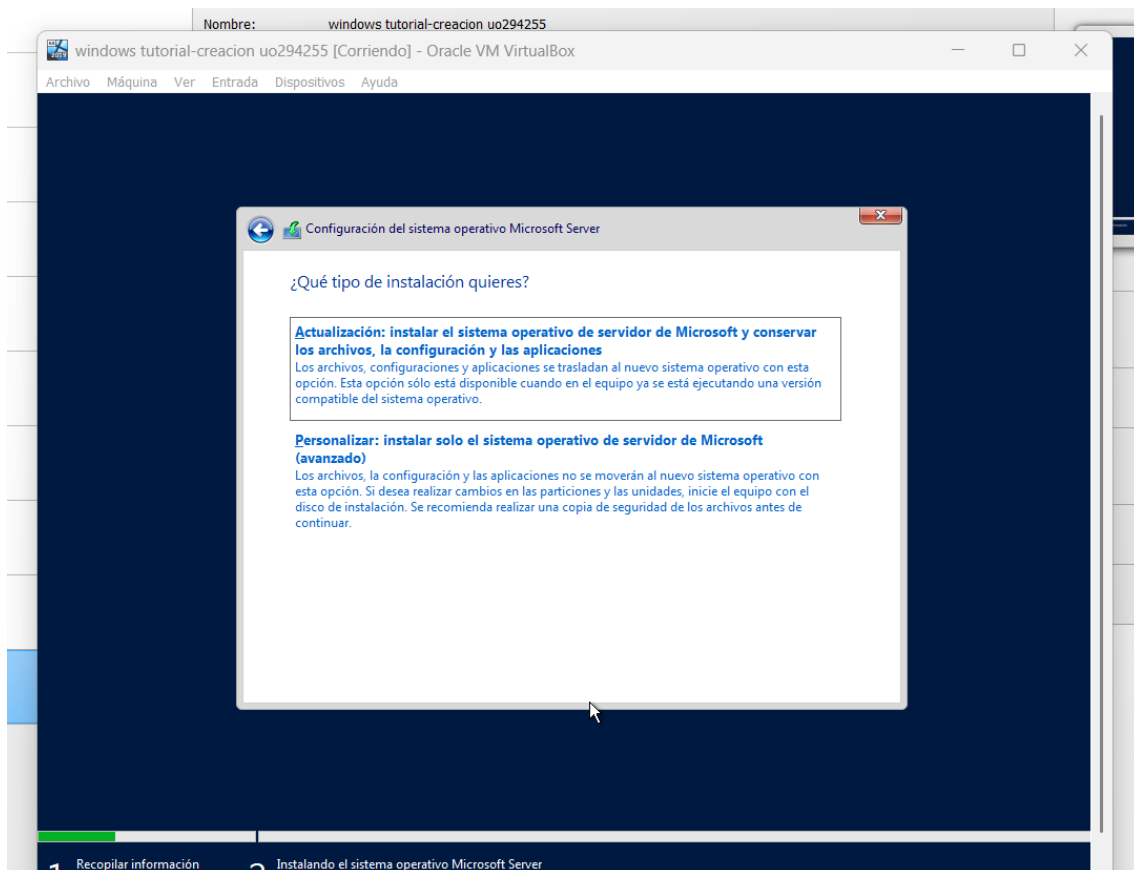 Nombre: windows tutorial-creacion uo294255
windows tutorial-creacion uo294255 [Corriendo] - Oracle VM VirtualBox
Archivo Máquina Ver Entrada Dispositivos Ayuda
Configuración del sistema operativo Microsoft Server
¿Qué tipo de instalación quieres?
Actualización: instalar el sistema operativo de servidor de Microsoft y conservar
los archivos, la configuración y las aplicaciones
Los archivos, configuraciones y aplicaciones se trasladan al nuevo sistema operativo con esta
opción. Esta opción sólo está disponible cuando en el equipo ya se está ejecutando una versión
compatible del sistema operativo.
Personalizar: instalar solo el sistema operativo de servidor de Microsoft
(avanzado)
Los archivos, la configuración y las aplicaciones no se moverán al nuevo sistema operativo con
esta opción. Si desea realizar cambios en las particiones y las unidades, inicie el equipo con el
disco de instalación. Se recomienda realizar una copia de seguridad de los archivos antes de
continuar.
1 Recopilar información 2 Instalando el sistema operativo Microsoft Server